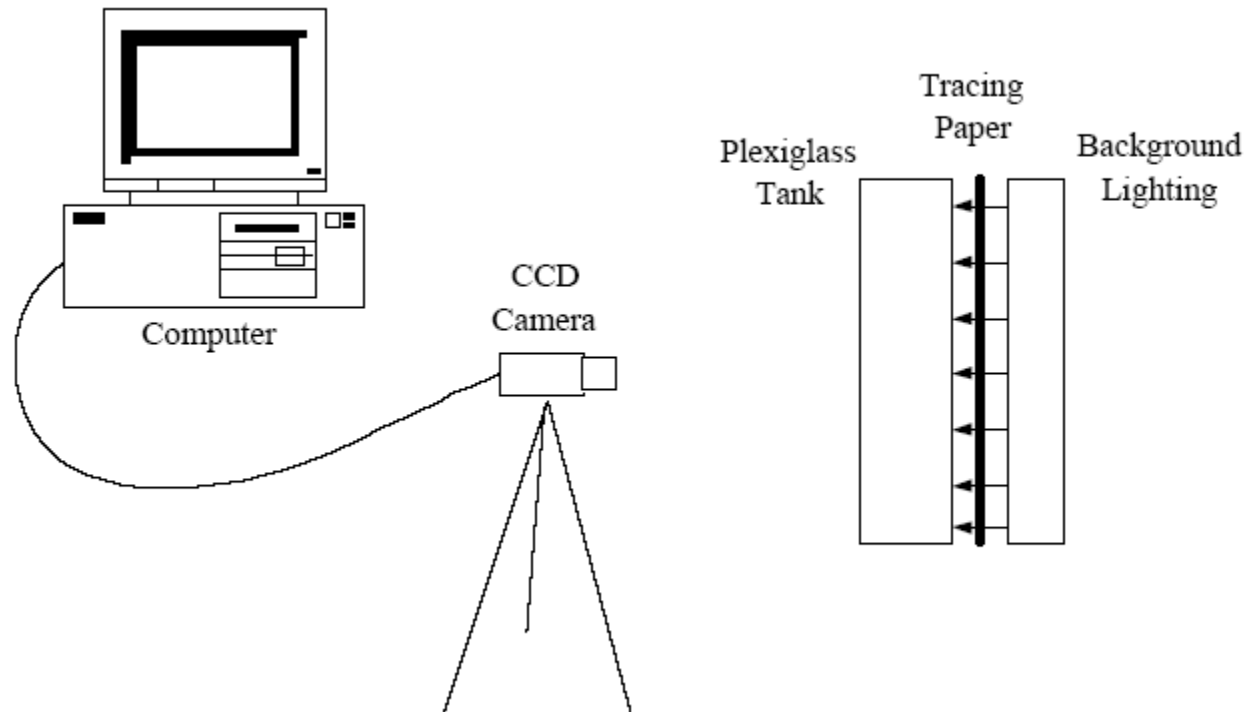 Computer
CCD
Camera
Plexiglass
Tank
Tracing
Paper
Background
Lighting